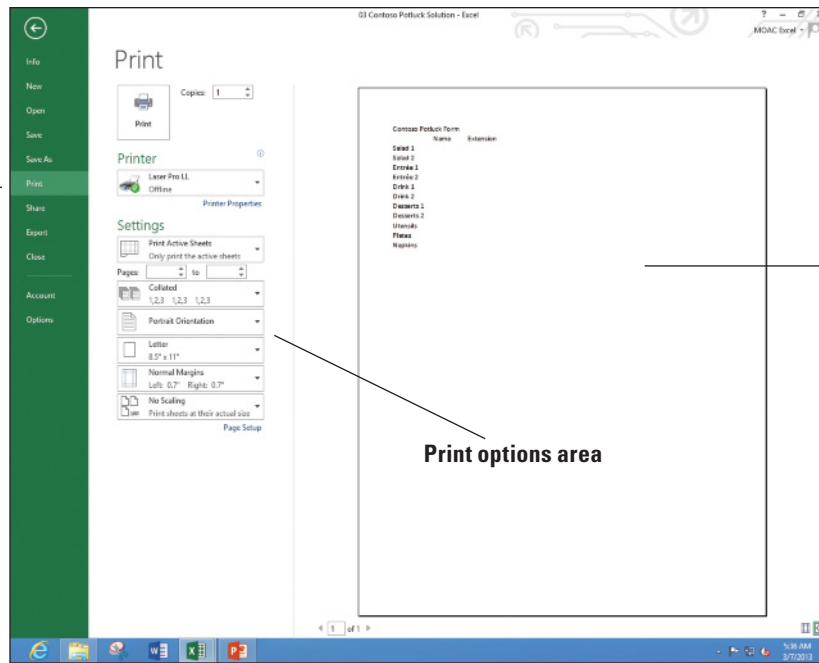 03 Contoso Potluck Solution - Excel
?
MOAC Excel
Info
New
Open
Save
Save As
Print
Share
Export
Close
Account
Options
Print
Copies: 1
Print
Printer
Laser Pro LL
Offline
Printer Properties
Settings
Print Active Sheets
Only print the active sheets
Pages: to
Collated
1,2,3 1,2,3 1,2,3
Portrait Orientation
Letter
8.5" x 11"
Normal Margins
Left: 0.7" Right: 0.7"
No Scaling
Print sheets at their actual size
Page Setup
Contoso Potluck Form
Name Extension
Salad 1
Salad 2
Entrée 1
Entrée 2
Drink 1
Drink 2
Desserts 1
Desserts 2
Utensils
Plates
Napkins
Print options area
1 of 1
5:36 AM
3/7/2013